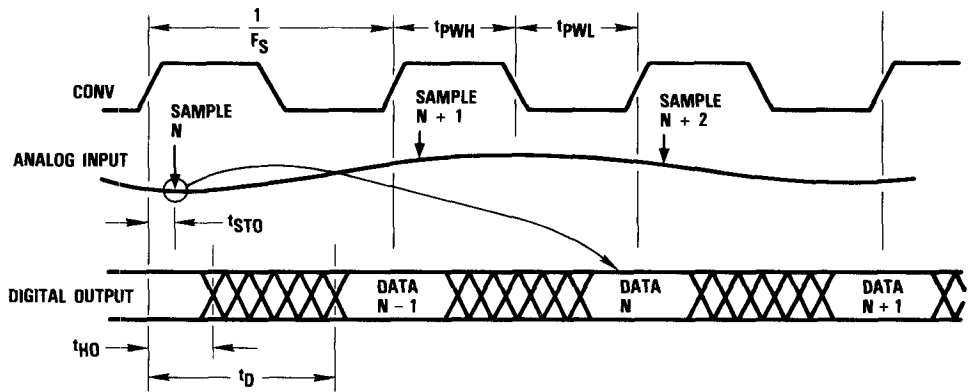 1
F_S
t_PWH
t_PWL
CONV
SAMPLE
N
SAMPLE
N + 1
SAMPLE
N + 2
ANALOG INPUT
t_STO
DIGITAL OUTPUT
DATA
N - 1
DATA
N
DATA
N + 1
t_HO
t_D